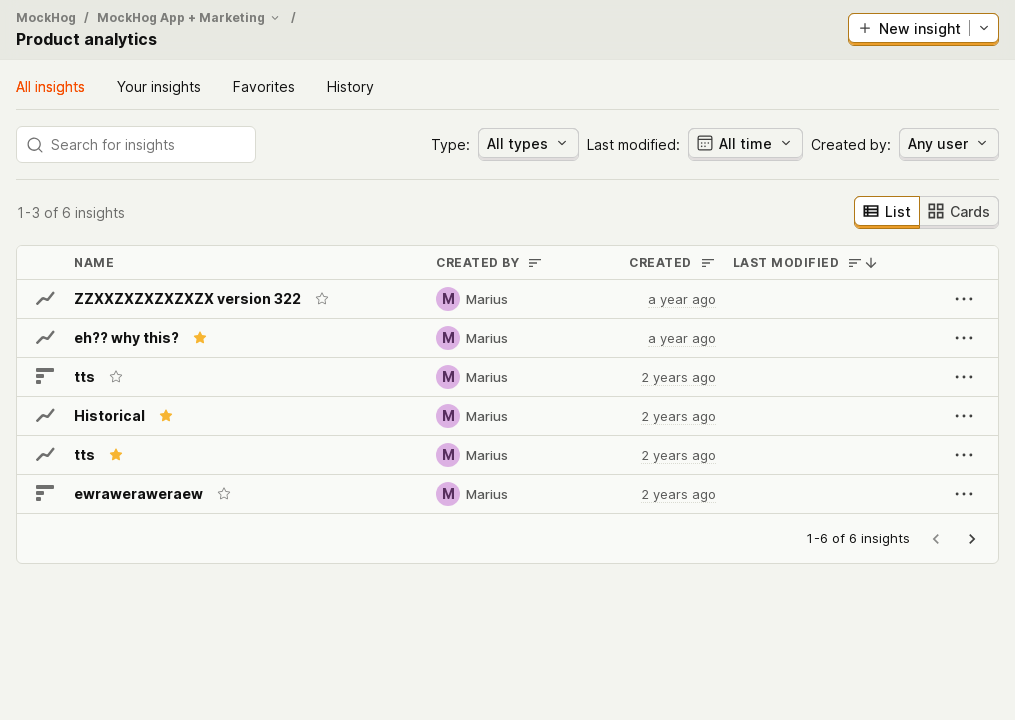 MockHog / MockHog App + Marketing /
Product analytics
New insight
All insights Your insights Favorites History
Search for insights Type: All types Last modified: All time Created by: Any user
1-3 of 6 insights List Cards
NAME CREATED BY CREATED LAST MODIFIED
ZZXXZXZXZXZXZX version 322 M Marius a year ago
eh?? why this? M Marius a year ago
tts M Marius 2 years ago
Historical M Marius 2 years ago
tts M Marius 2 years ago
ewraweraweraew M Marius 2 years ago
1-6 of 6 insights